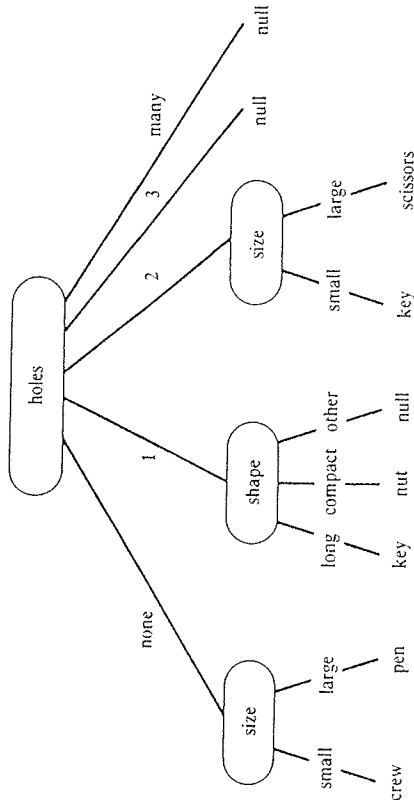 holes
none
1
2
3
many
size
shape
size
null
null
small
large
long
compact
other
small
large
crew
pen
key
nut
null
key
scissors